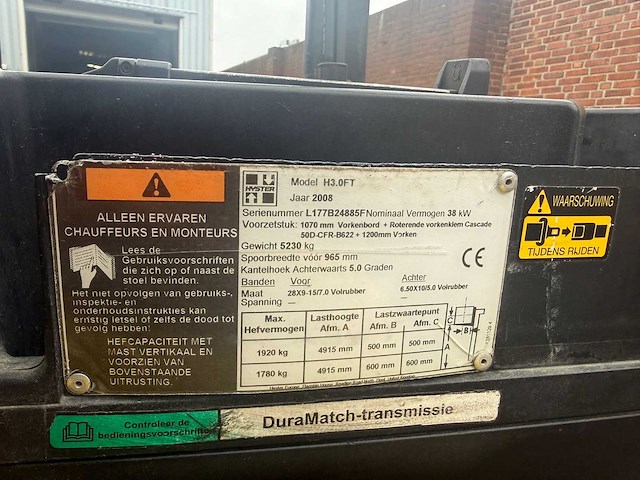 ALLEEN ERVAREN
CHAUFFEURS EN MONTEURS
Lees de
Gebruiksvoorschriften
die zich op of naast de
stoel bevinden.
Het niet opvolgen van gebruiks-,
inspektie- en
onderhoudsinstrukties kan
ernstig letsel of zelfs de dood tot
gevolg hebben!
HEFCAPACITEIT MET
MAST VERTIKAAL EN
VOORZIEN VAN
BOVENSTAANDE
UITRUSTING.
HYSTER
Model H3.0FT
Jaar 2008
Serienummer L177B24885F Nominaal Vermogen 38 kW
Voorzetstuk: 1070 mm Vorkenbord + Roterende vorkenklem Cascade
50D-CFR-B622 + 1200mm Vorken
Gewicht 5230 kg
Spoorbreedte vóór 965 mm
Kantelhoek Achterwaarts 5.0 Graden
Banden Voor Achter
Maat 28X9-15/7.0 Volrubber 6.50X10/5.0 Volrubber
Spanning — —
Max. Hefvermogen Lasthoogte Afm. A Lastzwaartepunt Afm. B Afm. C
1920 kg 4915 mm 500 mm 500 mm
1780 kg 4915 mm 600 mm 600 mm
C
B
CE
WAARSCHUWING
TIJDENS RIJDEN
Controleer de
bedieningsvoorschriften
DuraMatch-transmissie